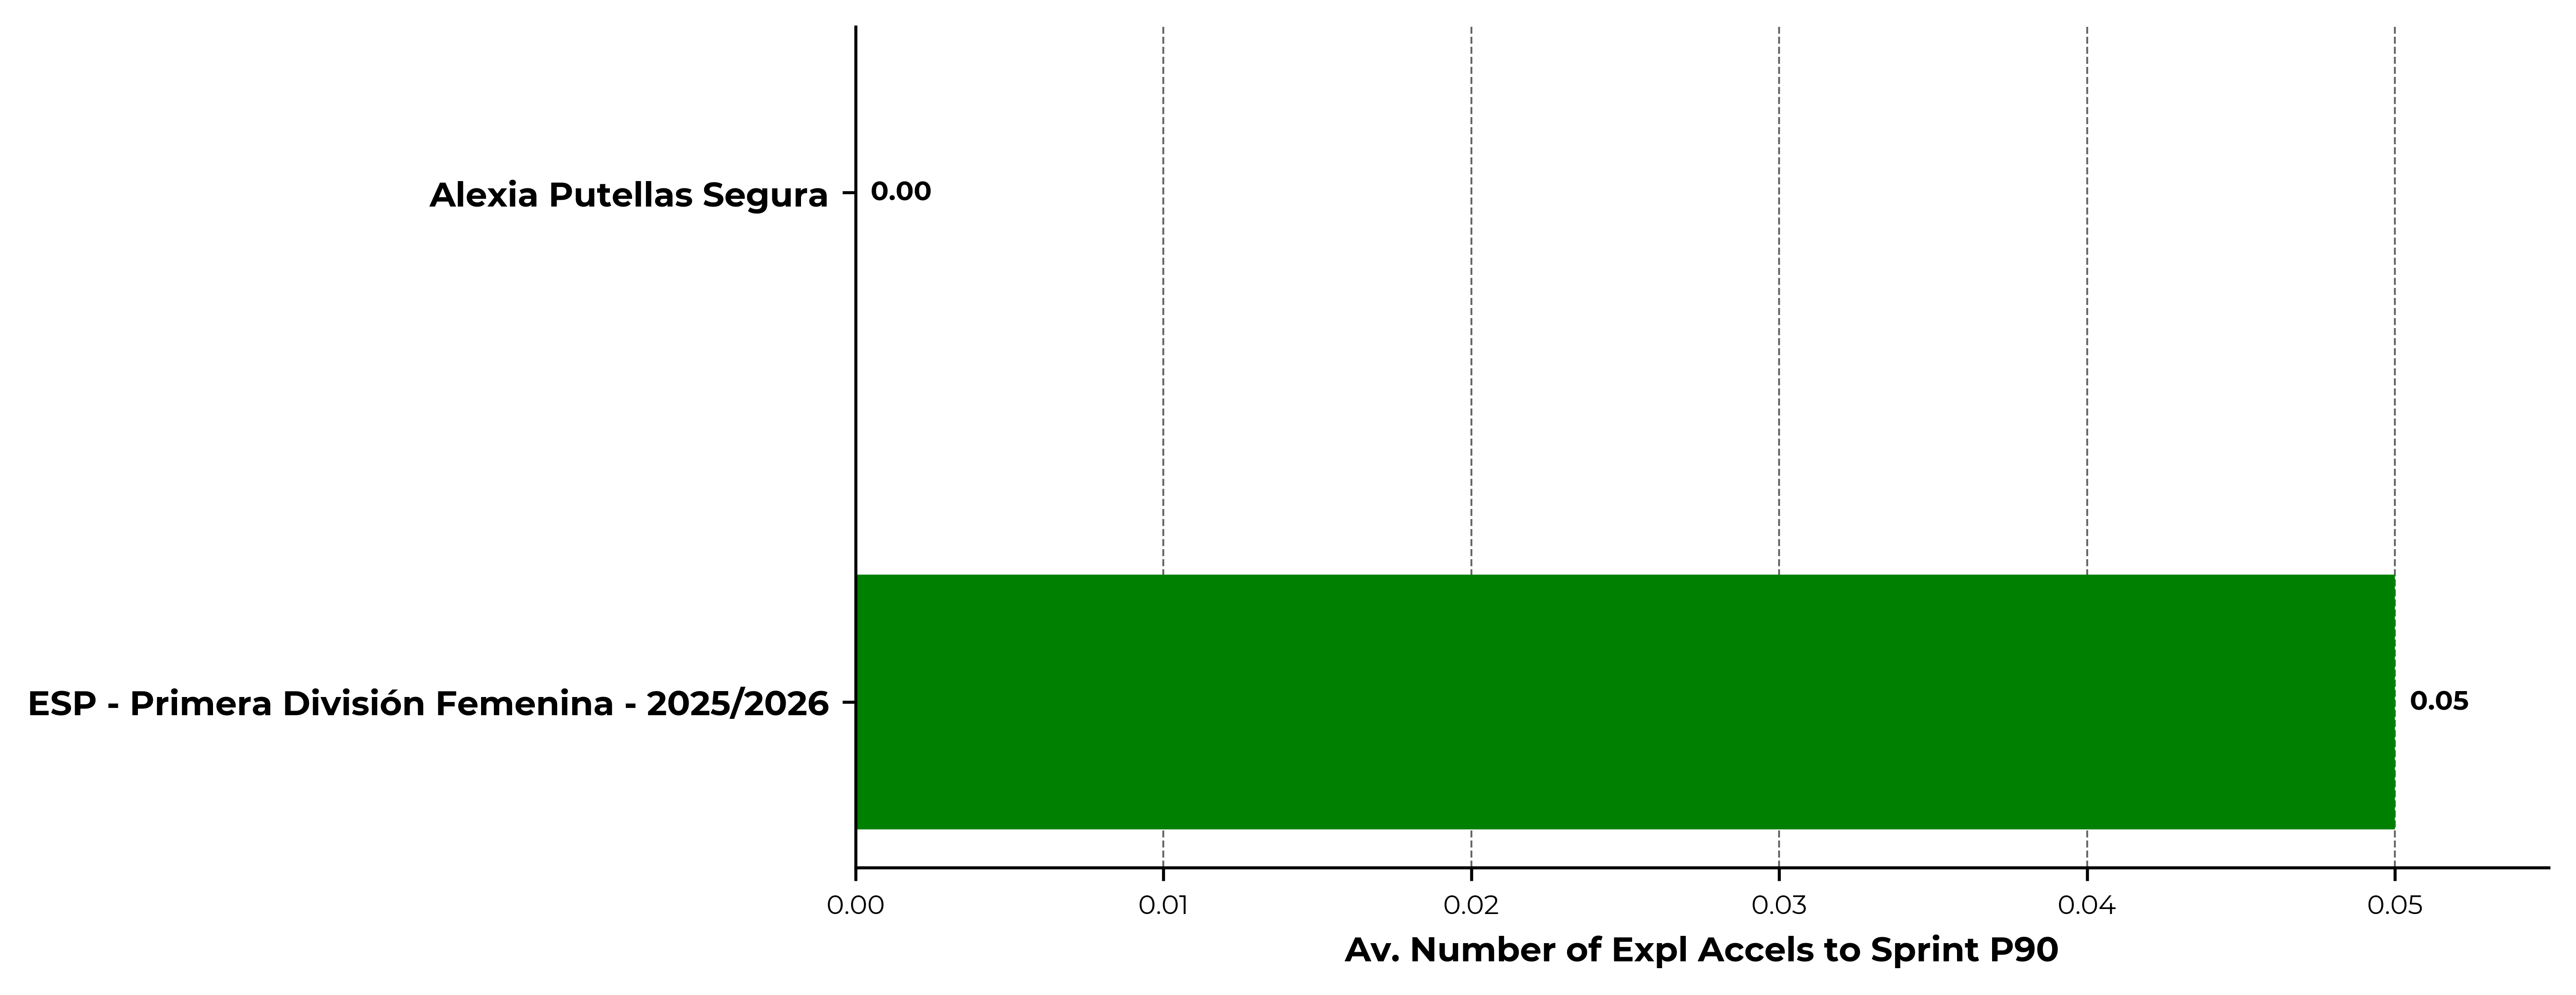 Alexia Putellas Segura
0.00
ESP - Primera División Femenina - 2025/2026
0.05
0.00 0.01 0.02 0.03 0.04 0.05
Av. Number of Expl Accels to Sprint P90